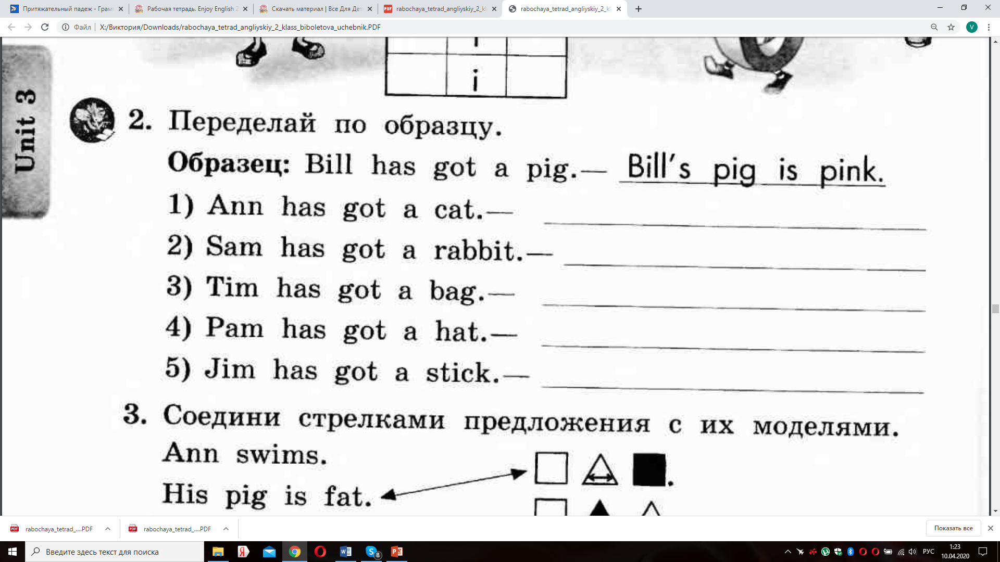 Притяжательный падеж - Грам
Рабочая тетрадь. Enjoy English 2
Скачать материал | Все Для Дет
rabochaya_tetrad_angliyskiy_2_kl
rabochaya_tetrad_angliyskiy_2_kl
Файл | X:/Виктория/Downloads/rabochaya_tetrad_angliyskiy_2_klass_biboletova_uchebnik.PDF
V
i
Unit 3
2. Переделай по образцу.
Образец: Bill has got a pig.— Bill's pig is pink.
1) Ann has got a cat.—
2) Sam has got a rabbit.—
3) Tim has got a bag.—
4) Pam has got a hat.—
5) Jim has got a stick.—
3. Соедини стрелками предложения с их моделями.
Ann swims.
His pig is fat.
rabochaya_tetrad_....PDF
rabochaya_tetrad_....PDF
Показать все
Введите здесь текст для поиска
8
РУС
1:23
10.04.2020